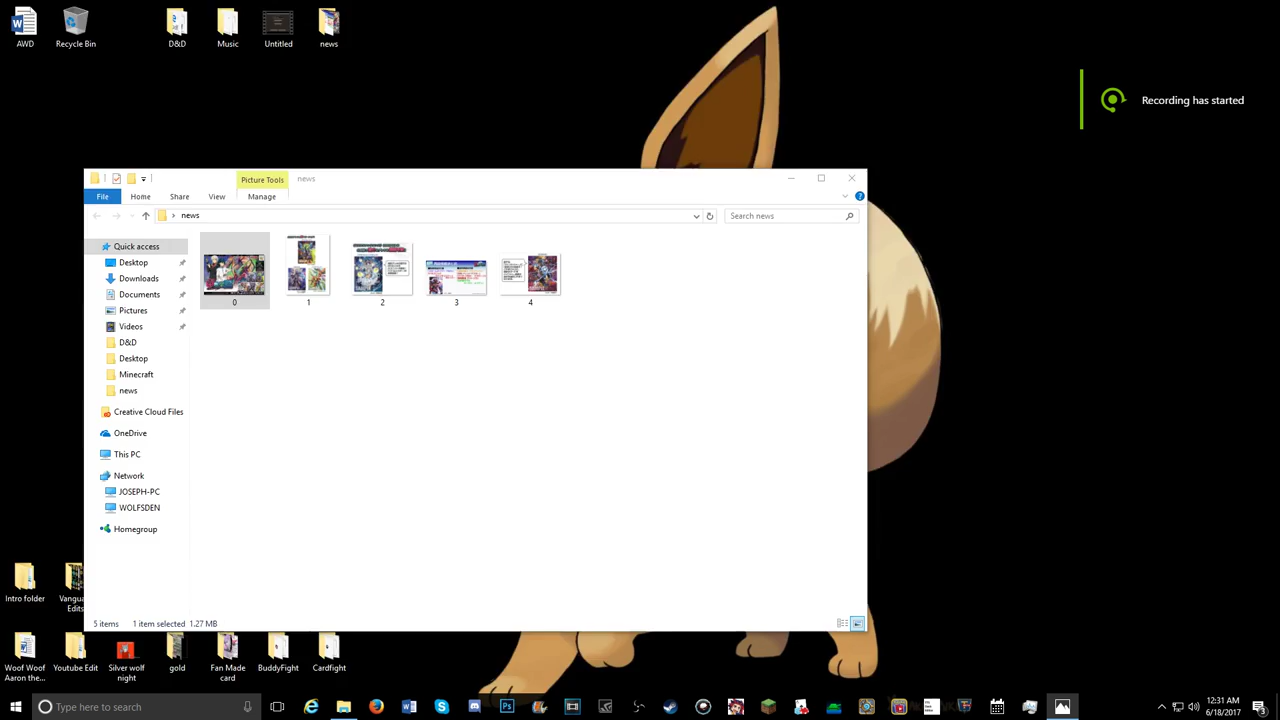 AWD
Recycle Bin
D&D
Music
Untitled
news
Recording has started
Picture Tools
news
File
Home
Share
View
Manage
news
Search news
Quick access
Desktop
Downloads
Documents
Pictures
Videos
D&D
Desktop
Minecraft
news
Creative Cloud Files
OneDrive
This PC
Network
JOSEPH-PC
WOLFSDEN
Homegroup
0
1
2
3
4
5 items
1 item selected
1.27 MB
Intro folder
Vangua
Edits
Woof Woof
Aaron the...
Youtube Edit
Silver wolf
night
gold
Fan Made
card
BuddyFight
Cardfight
Type here to search
12:31 AM
6/18/2017